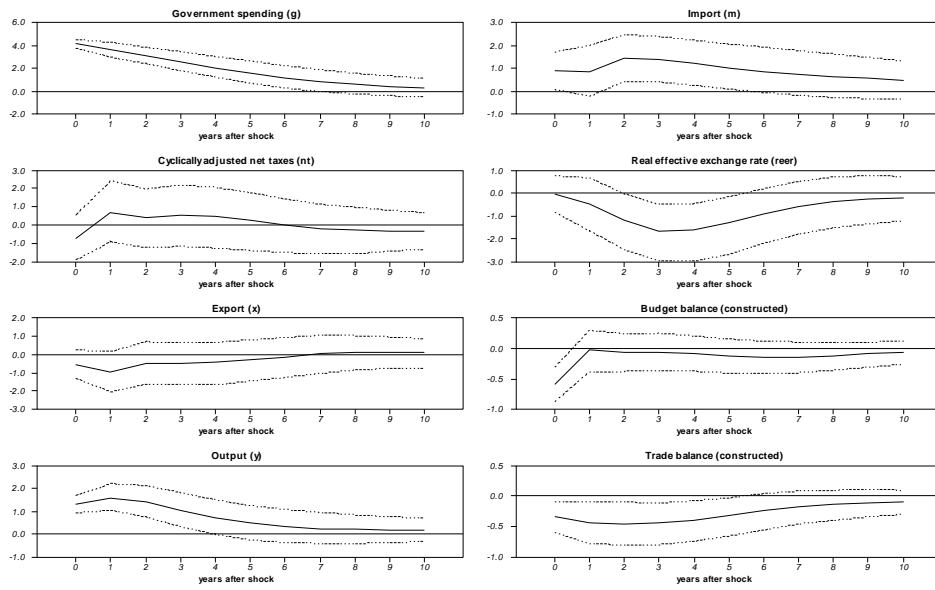 Government spending (g)
6.0
4.0
2.0
0.0
-2.0
0 1 2 3 4 5 6 7 8 9 10
years after shock
Import (m)
3.0
2.0
1.0
0.0
-1.0
0 1 2 3 4 5 6 7 8 9 10
years after shock
Cyclically adjusted net taxes (nt)
3.0
2.0
1.0
0.0
-1.0
-2.0
0 1 2 3 4 5 6 7 8 9 10
years after shock
Real effective exchange rate (reer)
1.0
0.0
-1.0
-2.0
-3.0
0 1 2 3 4 5 6 7 8 9 10
years after shock
Export (x)
2.0
1.0
0.0
-1.0
-2.0
-3.0
0 1 2 3 4 5 6 7 8 9 10
years after shock
Budget balance (constructed)
0.5
0.0
-0.5
-1.0
0 1 2 3 4 5 6 7 8 9 10
years after shock
Output (y)
3.0
2.0
1.0
0.0
-1.0
0 1 2 3 4 5 6 7 8 9 10
years after shock
Trade balance (constructed)
0.5
0.0
-0.5
-1.0
0 1 2 3 4 5 6 7 8 9 10
years after shock